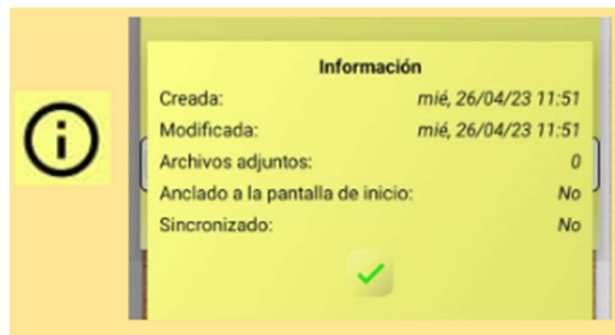 Información
Creada: mié, 26/04/23 11:51
Modificada: mié, 26/04/23 11:51
Archivos adjuntos: 0
Anclado a la pantalla de inicio: No
Sincronizado: No